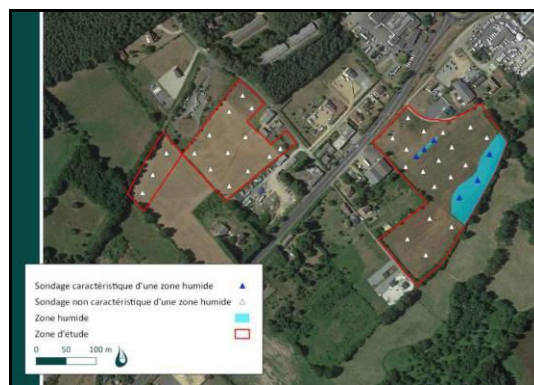 Sondage caractéristique d'une zone humide
Sondage non caractéristique d'une zone humide
Zone humide
Zone d'étude
0 50 100 m